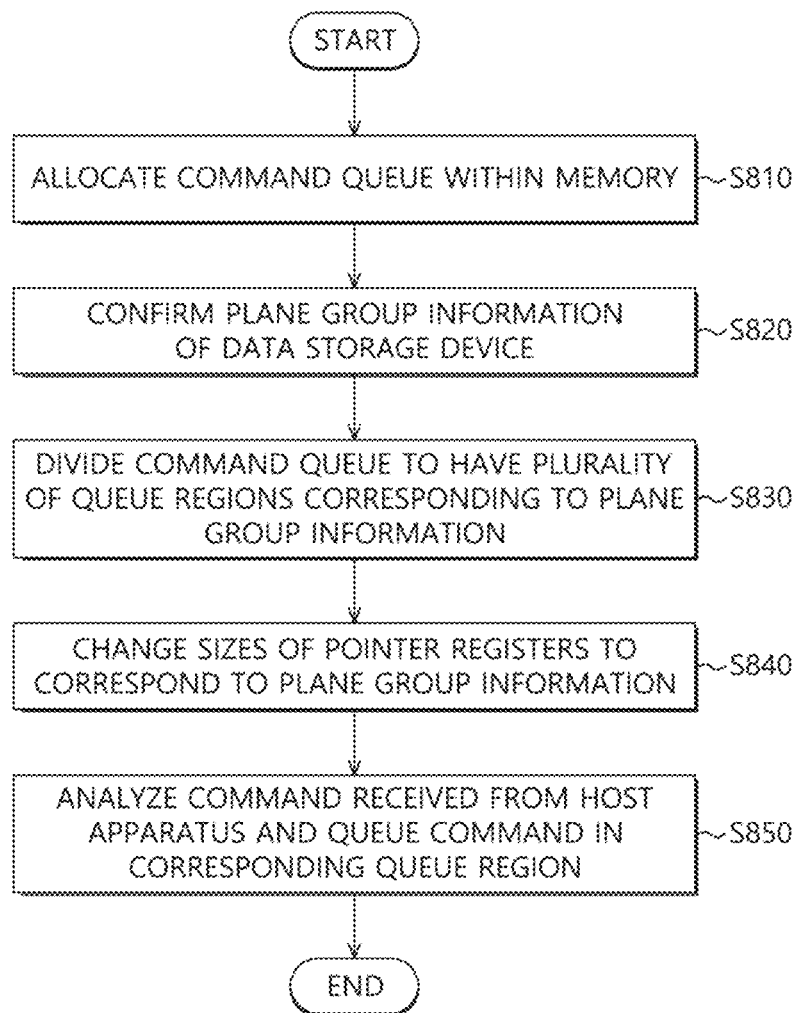 START
ALLOCATE COMMAND QUEUE WITHIN MEMORY
S810
CONFIRM PLANE GROUP INFORMATION
OF DATA STORAGE DEVICE
S820
DIVIDE COMMAND QUEUE TO HAVE PLURALITY
OF QUEUE REGIONS CORRESPONDING TO PLANE
GROUP INFORMATION
S830
CHANGE SIZES OF POINTER REGISTERS TO
CORRESPOND TO PLANE GROUP INFORMATION
S840
ANALYZE COMMAND RECEIVED FROM HOST
APPARATUS AND QUEUE COMMAND IN
CORRESPONDING QUEUE REGION
S850
END